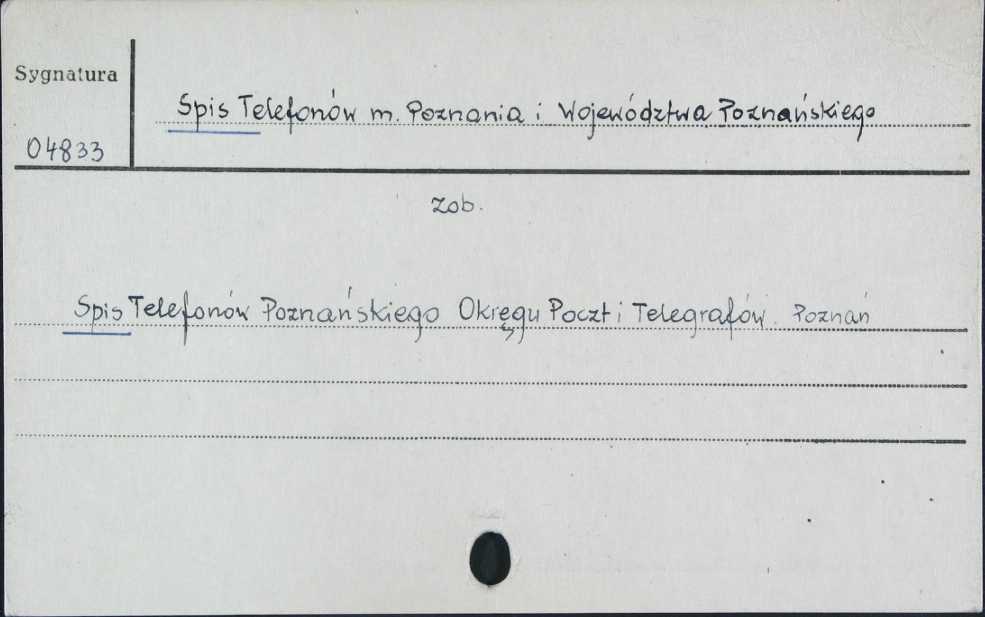 Sygnatura
Spis Telefonów m. Poznania i Województwa Poznańskiego
04833
zob.
Spis Telefonów Poznańskiego Okręgu Poczt i Telegrafów. Poznań